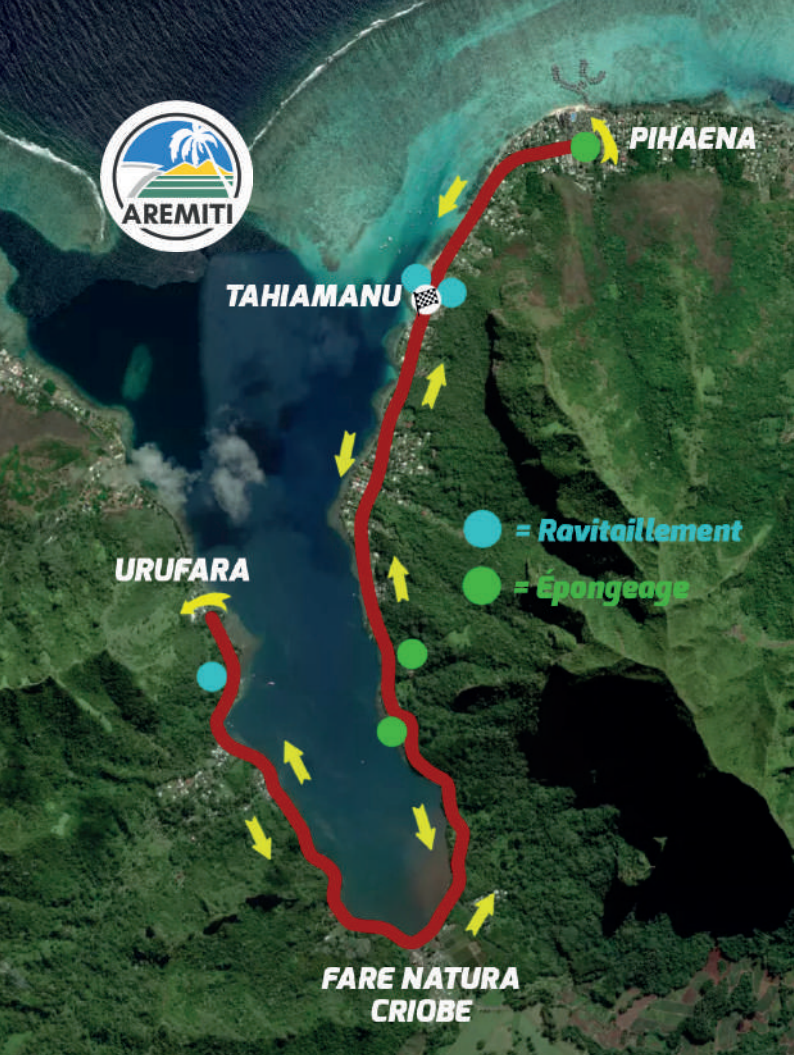 PIHAENA
AREMITI
TAHIAMANU
= Ravitaillement
URUFARA
= Épongeage
FARE NATURA
CRIOBE